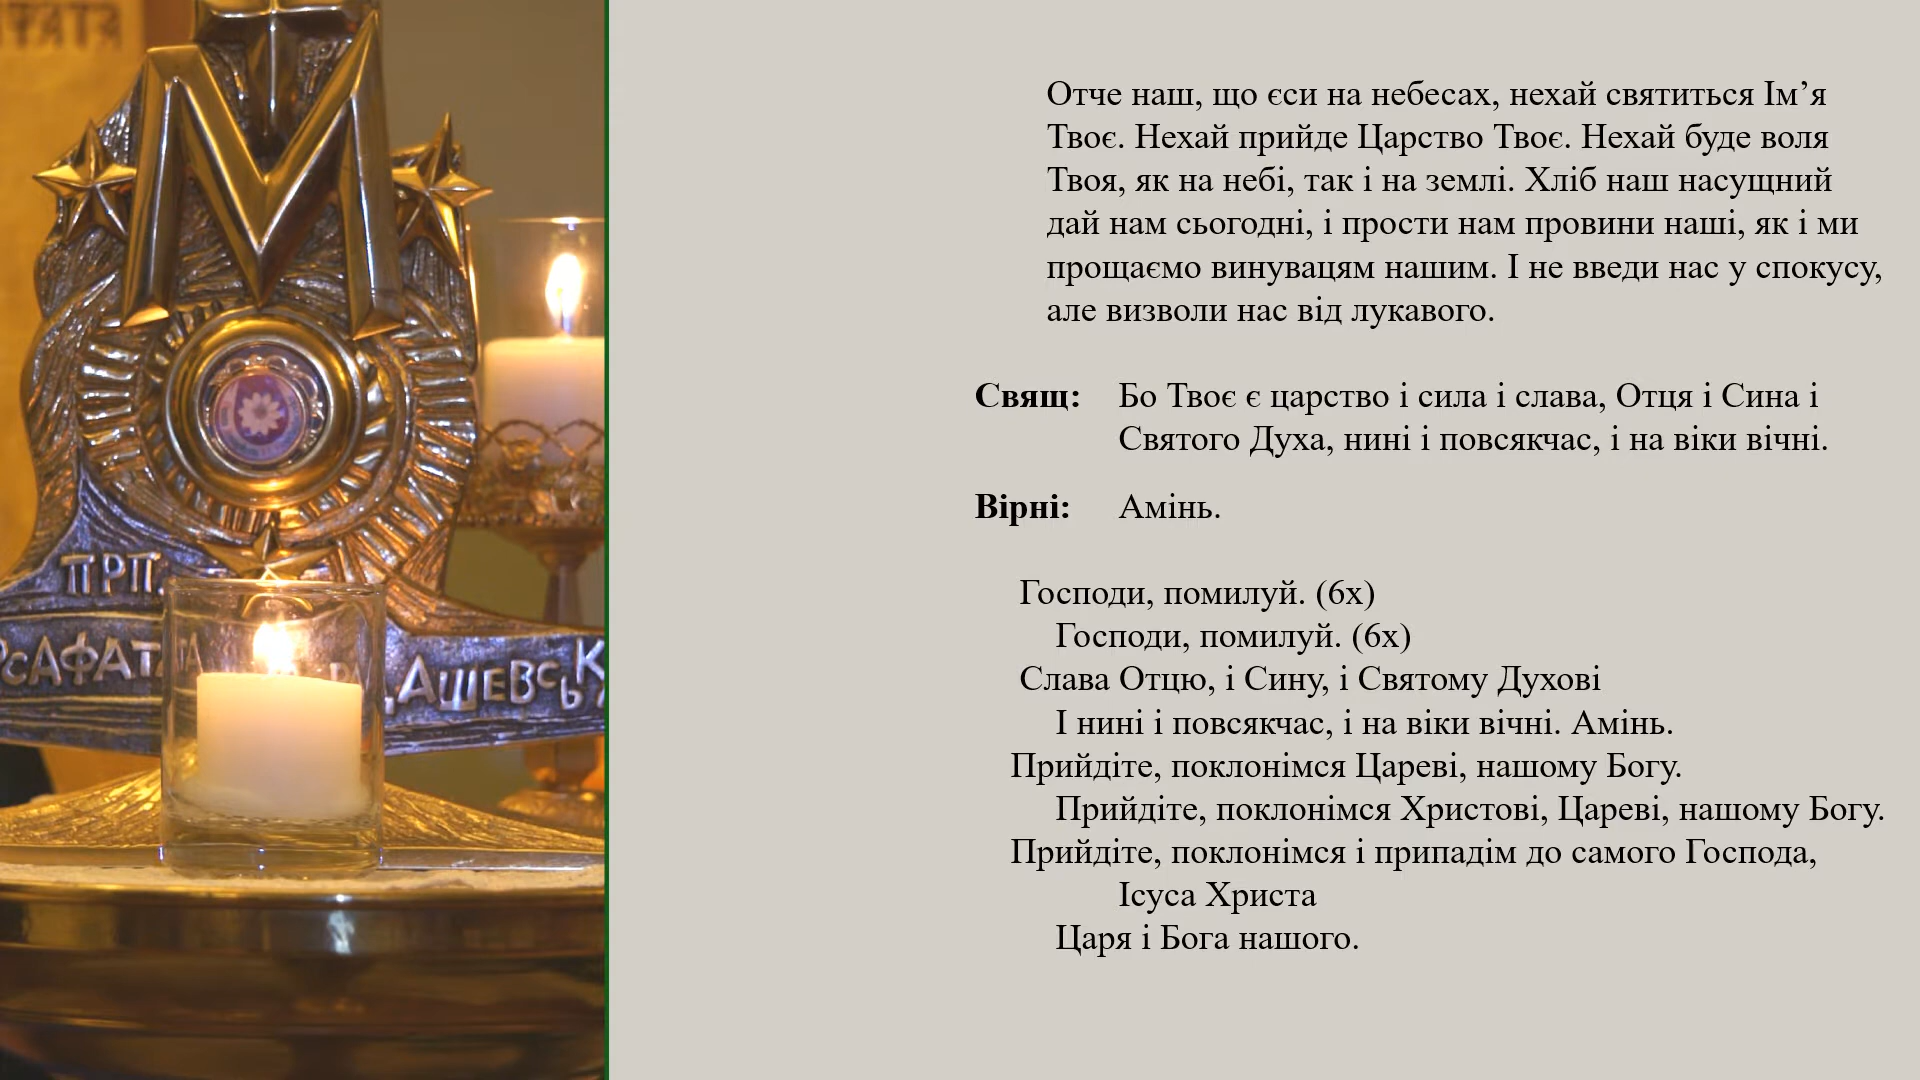 Отче наш, що єси на небесах, нехай святиться Ім’я
Твоє. Нехай прийде Царство Твоє. Нехай буде воля
Твоя, як на небі, так і на землі. Хліб наш насущний
дай нам сьогодні, і прости нам провини наші, як і ми
прощаємо винувацям нашим. І не введи нас у спокусу,
але визволи нас від лукавого.
Свящ: Бо Твоє є царство і сила і слава, Отця і Сина і
Святого Духа, нині і повсякчас, і на віки вічні.
Вірні: Амінь.
Господи, помилуй. (6x)
Господи, помилуй. (6x)
Слава Отцю, і Сину, і Святому Духові
І нині і повсякчас, і на віки вічні. Амінь.
Прийдіте, поклонімся Цареві, нашому Богу.
Прийдіте, поклонімся Христові, Цареві, нашому Богу.
Прийдіте, поклонімся і припадім до самого Господа,
Ісуса Христа
Царя і Бога нашого.
М
ПРП.